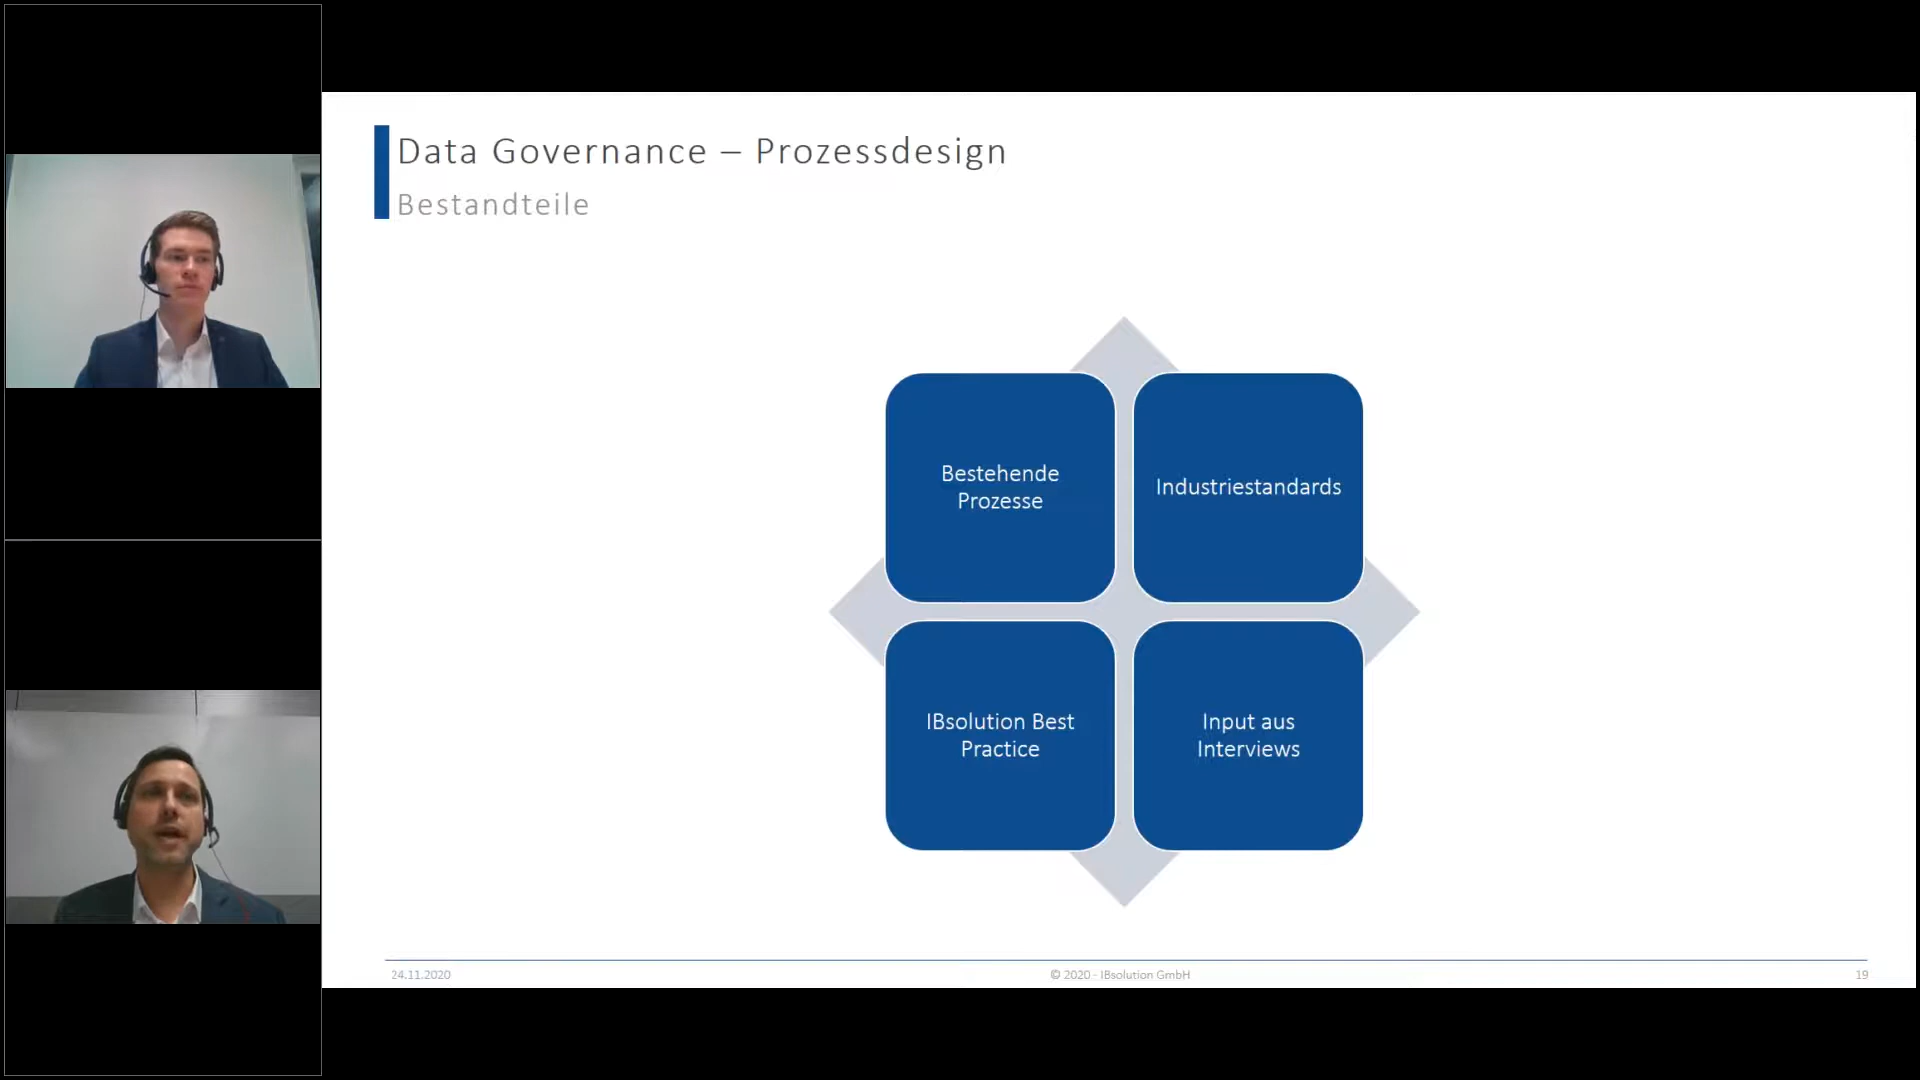 Data Governance – Prozessdesign
Bestandteile
Bestehende
Prozesse
Industriestandards
IBsolution Best
Practice
Input aus
Interviews
24.11.2020
© 2020 - IBsolution GmbH
19